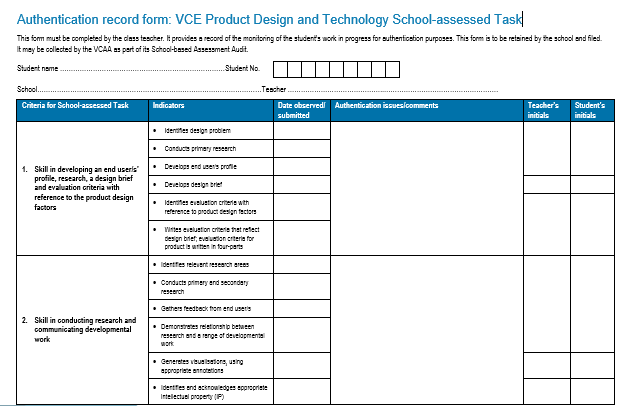 Authentication record form: VCE Product Design and Technology School-assessed Task
This form must be completed by the class teacher. It provides a record of the monitoring of the student's work in progress for authentication purposes. This form is to be retained by the school and filed.
It may be collected by the VCAA as part of its School-based Assessment Audit.
Student name ............................................................Student No.
School.....................................................................................Teacher ................................................................................
Criteria for School-assessed Task
Indicators
Date observed/
submitted
Authentication issues/comments
Teacher's
initials
Student's
initials
1. Skill in developing an end user/s'
profile, research, a design brief
and evaluation criteria with
reference to the product design
factors
• Identifies design problem
• Conducts primary research
• Develops end user/s profile
• Develops design brief
• Identifies evaluation criteria with
reference to product design factors
• Writes evaluation criteria that reflect
design brief; evaluation criteria for
product is written in four-parts
2. Skill in conducting research and
communicating developmental
work
• Identifies relevant research areas
• Conducts primary and secondary
research
• Gathers feedback from end user/s
• Demonstrates relationship between
research and a range of developmental
work
• Generates visualisations, using
appropriate annotations
• Identifies and acknowledges appropriate
intellectual property (IP)